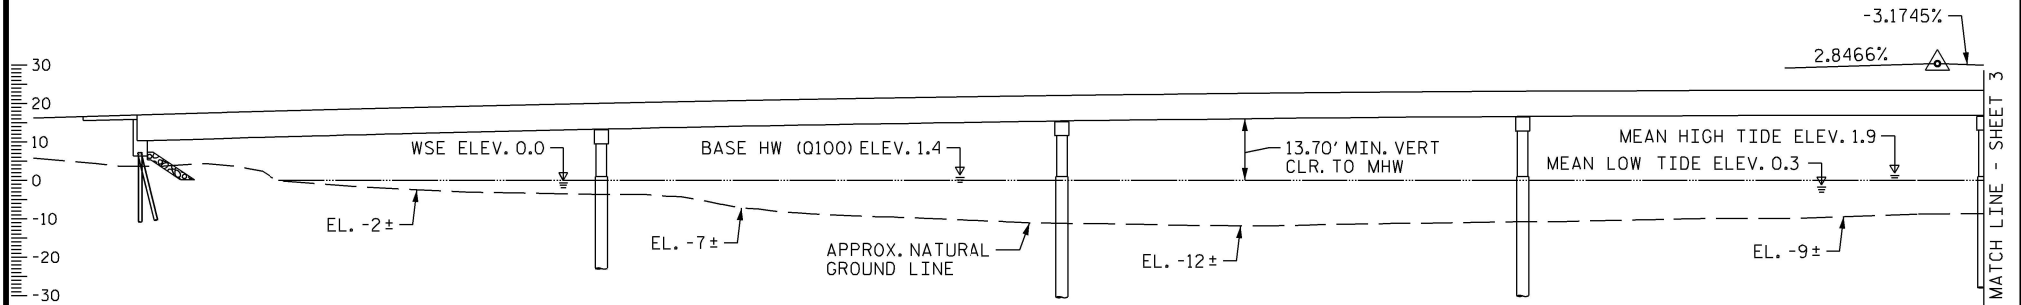 -3.1745%
2.8466%
30
20
10
0
-10
-20
-30
WSE ELEV. 0.0
BASE HW (Q100) ELEV. 1.4
13.70' MIN. VERT
CLR. TO MHW
MEAN HIGH TIDE ELEV. 1.9
MEAN LOW TIDE ELEV. 0.3
EL. -2±
EL. -7±
APPROX. NATURAL
GROUND LINE
EL. -12±
EL. -9±
MATCH LINE - SHEET 3